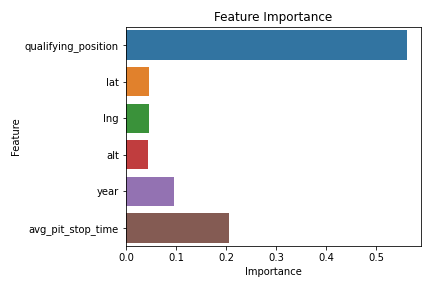 Feature Importance
qualifying_position
lat
lng
alt
year
avg_pit_stop_time
Feature
0.0 0.1 0.2 0.3 0.4 0.5
Importance